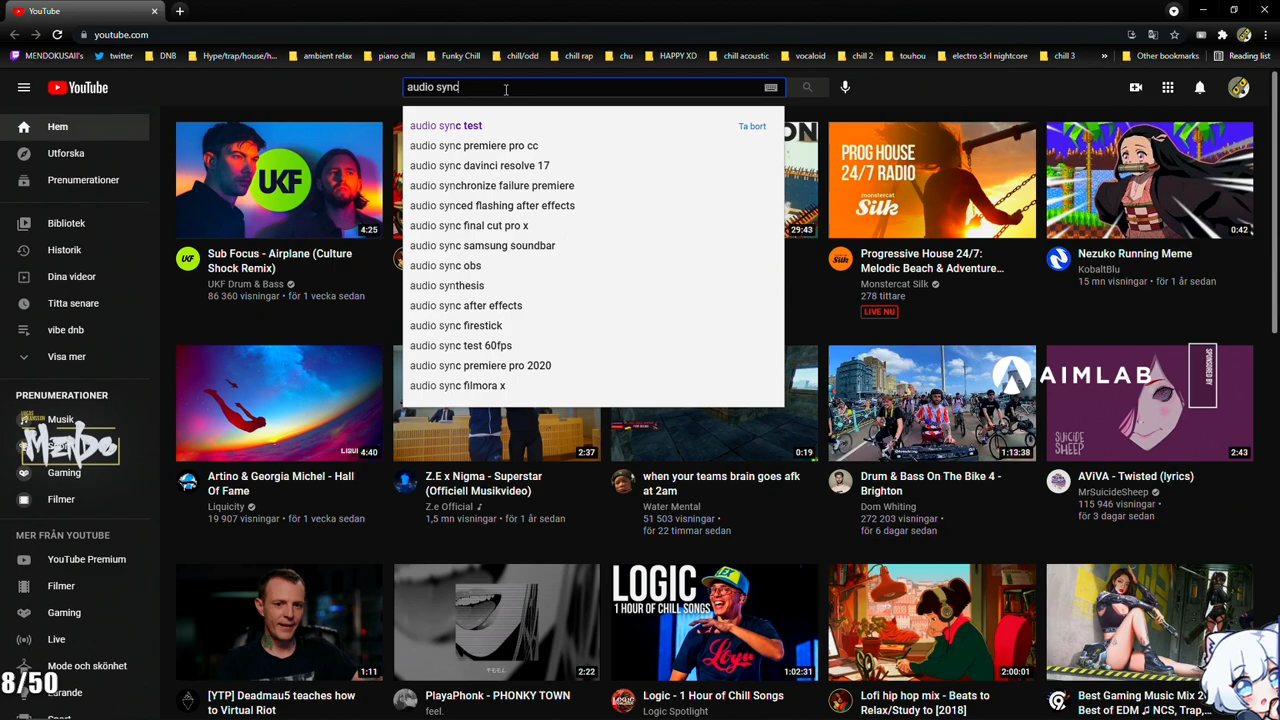 YouTube
youtube.com
MENDOKUSAII's
twitter
DNB
Hype/trap/house/h...
ambient relax
piano chill
Funky Chill
chill/odd
chill rap
chu
HAPPY XD
chill acoustic
vocaloid
chill 2
touhou
electro s3rl nightcore
chill 3
»
Other bookmarks
Reading list
YouTube
audio sync
audio sync test
Ta bort
audio sync premiere pro cc
audio sync davinci resolve 17
audio synchronize failure premiere
audio synced flashing after effects
audio sync final cut pro x
audio sync samsung soundbar
audio sync obs
audio synthesis
audio sync after effects
audio sync firestick
audio sync test 60fps
audio sync premiere pro 2020
audio sync filmora x
Hem
Utforska
Prenumerationer
Bibliotek
Historik
Dina videor
Titta senare
vibe dnb
Visa mer
PRENUMERATIONER
Musik
MENDO
Gaming
Filmer
MER FRÅN YOUTUBE
YouTube Premium
Filmer
Gaming
Live
Mode och skönhet
Lärande
8/50
UKF
4:25
UKF
Sub Focus - Airplane (Culture
Shock Remix)
UKF Drum & Bass
86 360 visningar • för 1 vecka sedan
ON
29:43
PROG HOUSE
24/7 RADIO
monstercat
Silk
Progressive House 24/7:
Melodic Beach & Adventure...
Monstercat Silk
278 tittare
LIVE NU
0:42
Nezuko Running Meme
KobaltBlu
15 mn visningar • för 1 år sedan
LIQUI
4:40
Artino & Georgia Michel - Hall
Of Fame
Liquicity
19 907 visningar • för 1 vecka sedan
2:37
Z.E x Nigma - Superstar
(Officiell Musikvideo)
Z.e Official
1,5 mn visningar • för 1 år sedan
0:19
when your teams brain goes afk
at 2am
Water Mental
51 503 visningar •
för 22 timmar sedan
1:13:38
Drum & Bass On The Bike 4 -
Brighton
Dom Whiting
272 203 visningar •
för 6 dagar sedan
AIMLAB
SPONSORED BY
SUICIDE
SHEEP
2:43
AViVA - Twisted (lyrics)
MrSuicideSheep
115 946 visningar •
för 3 dagar sedan
1:11
[YTP] Deadmau5 teaches how
to Virtual Riot
FEEL
2:22
PlayaPhonk - PHONKY TOWN
feel.
LOGIC
1 HOUR OF CHILL SONGS
1:02:31
Logic - 1 Hour of Chill Songs
Logic Spotlight
2:00:01
Lofi hip hop mix - Beats to
Relax/Study to [2018]
Best Gaming Music Mix 2
Best of EDM ♫ NCS, Trap,